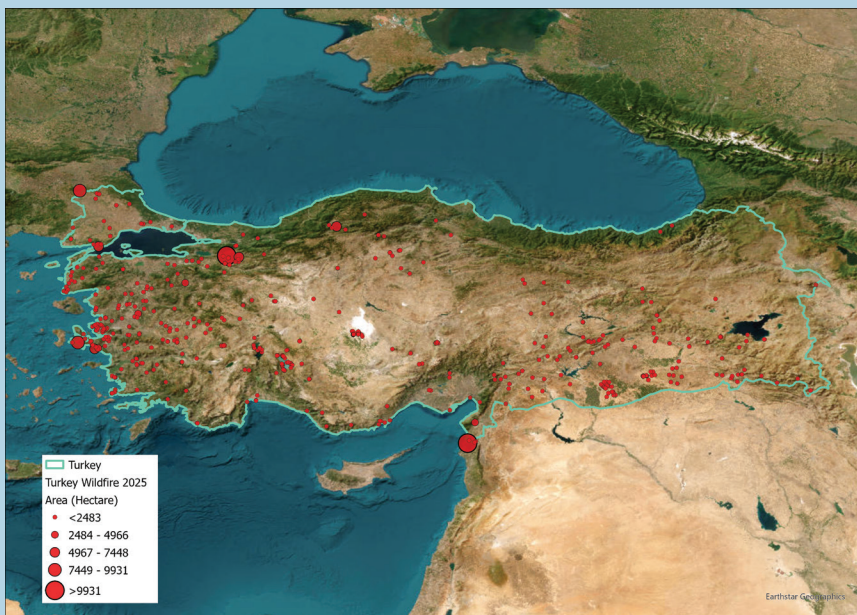 Turkey
Turkey Wildfire 2025
Area (Hectare)
<2483
2484 - 4966
4967 - 7448
7449 - 9931
>9931
Earthstar Geographics